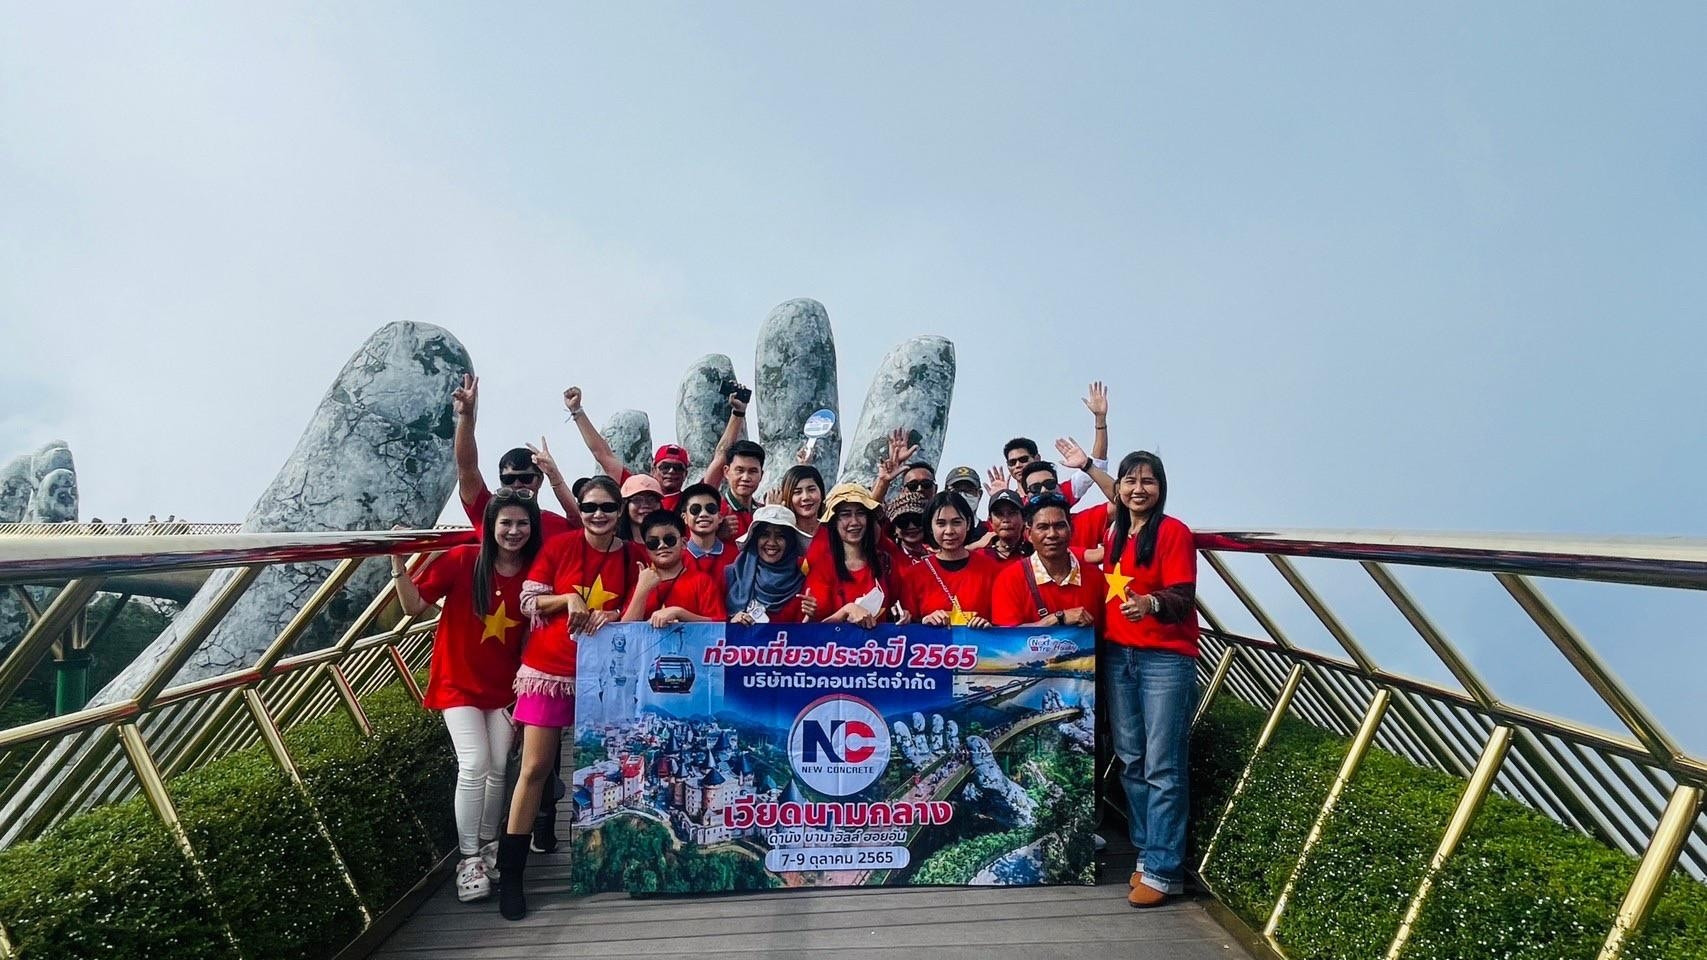 ท่องเที่ยวประจำปี 2565
บริษัทนิวคอนกรีตจำกัด
NC
NEW CONCRETE
เวียดนามกลาง
ดานัง บานาฮิลล์ ฮอยอัน
7-9 ตุลาคม 2565